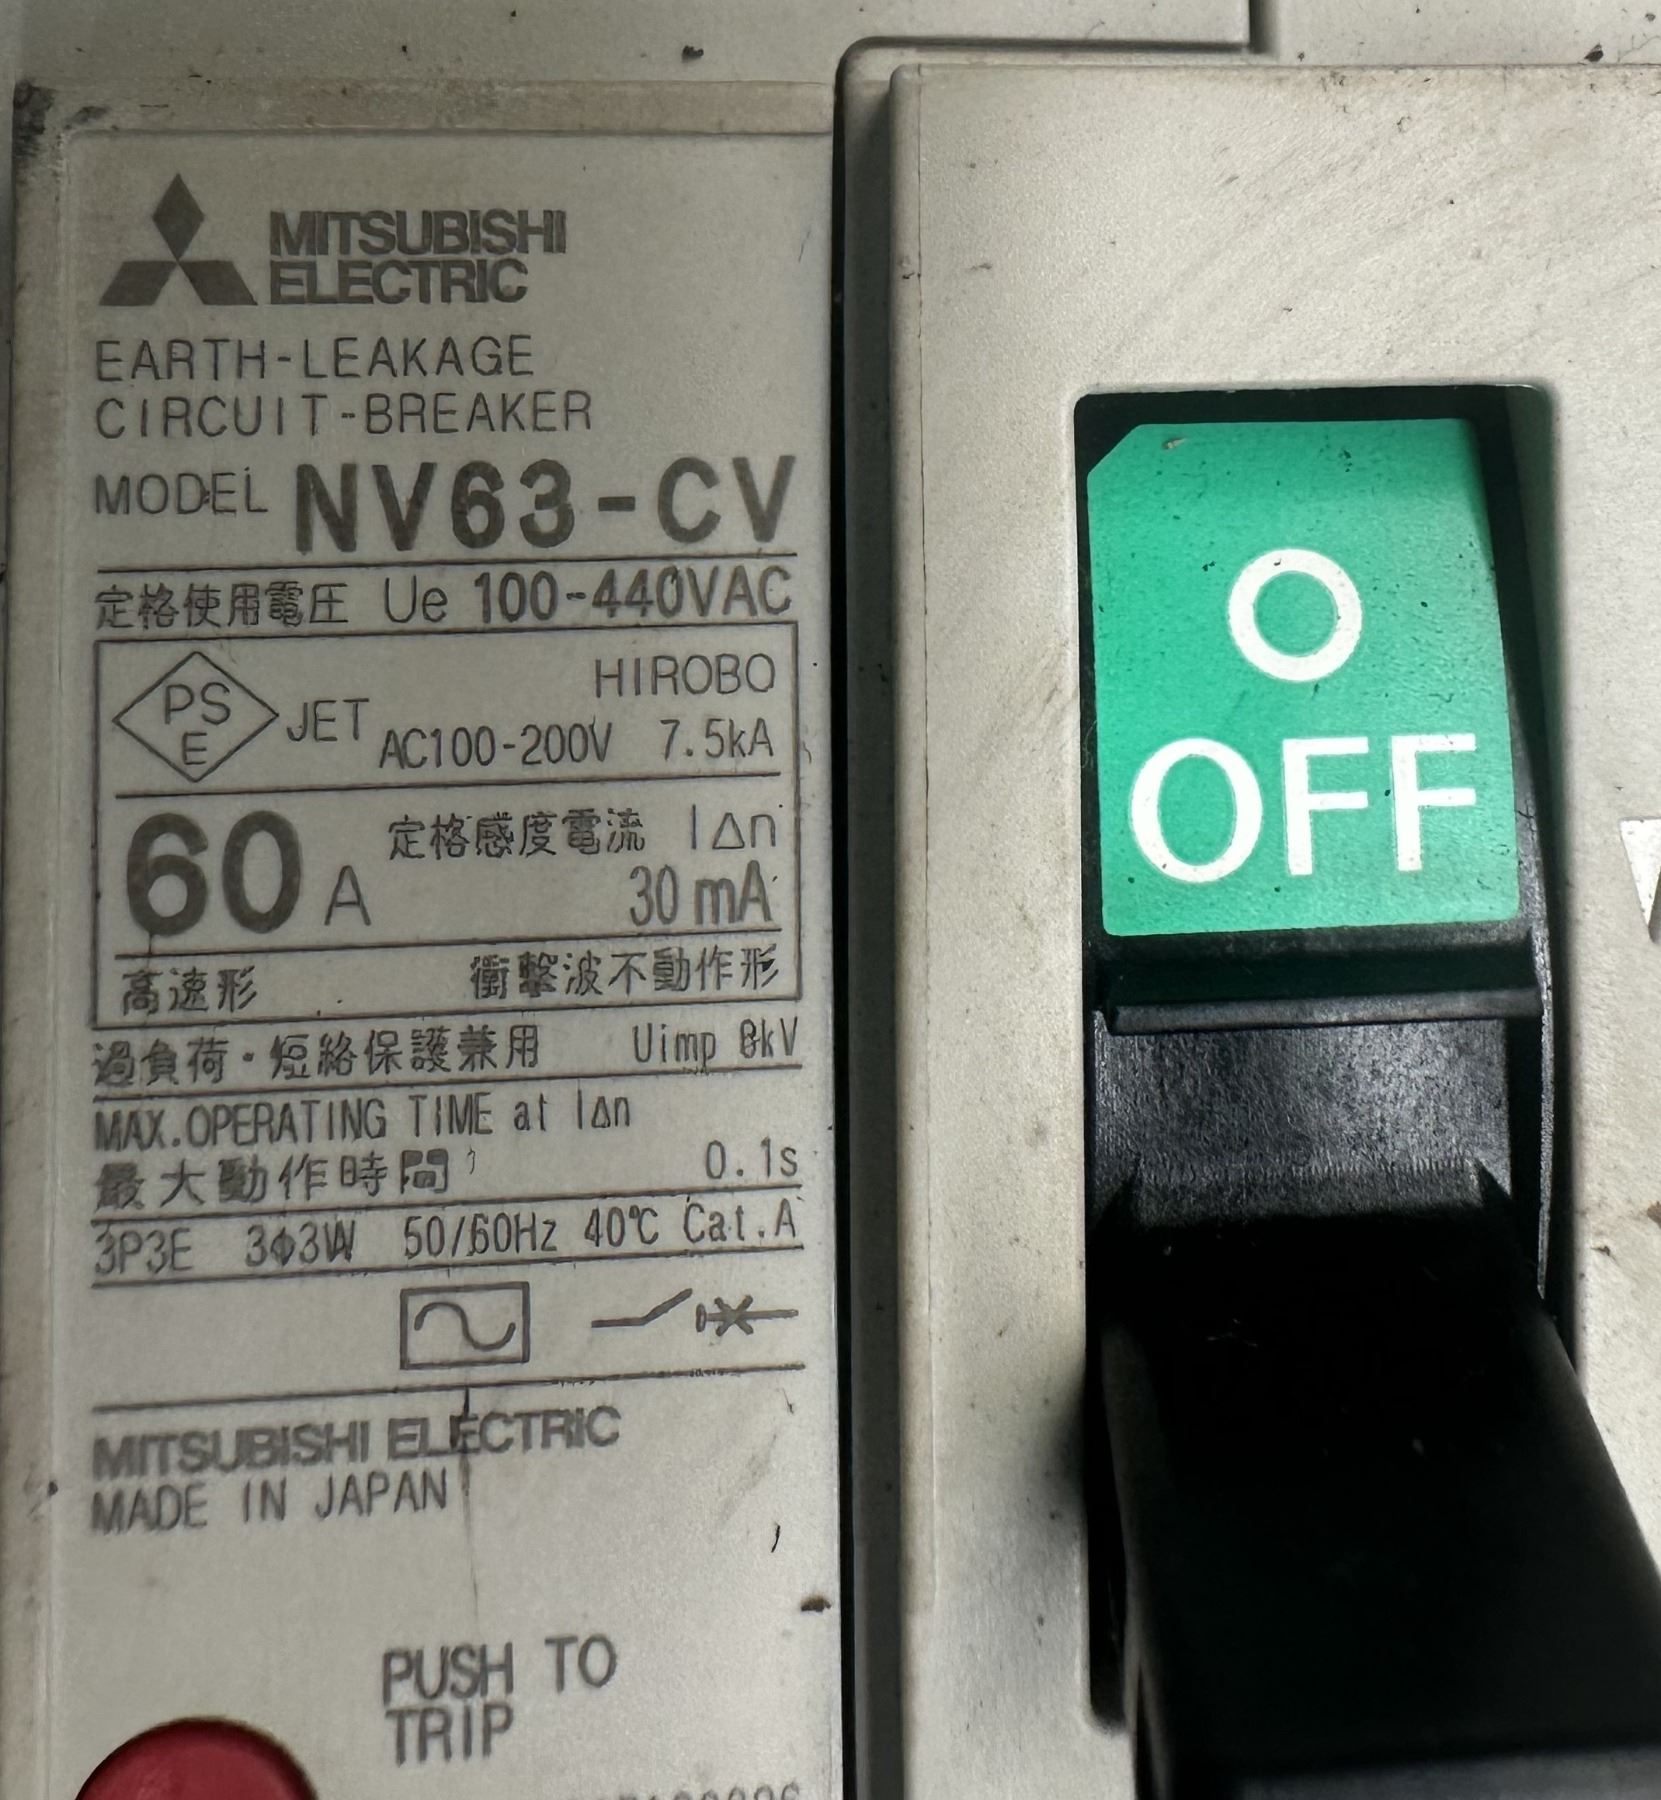 MITSUBISHI
ELECTRIC
EARTH-LEAKAGE
CIRCUIT-BREAKER
MODEL NV63-CV
定格使用電圧 Ue 100-440VAC
PS
E
JET
HIROBO
AC100-200V 7.5kA
60 A
定格感度電流 IΔn
30 mA
高速形 衝撃波不動作形
過負荷・短絡保護兼用 Uimp
MAX.OPERATING TIME at IΔn
最大動作時間 0.1s
3P3E 3φ3W 50/60Hz 40℃ Cat.A
MITSUBISHI ELECTRIC
MADE IN JAPAN
PUSH TO
TRIP
O
OFF